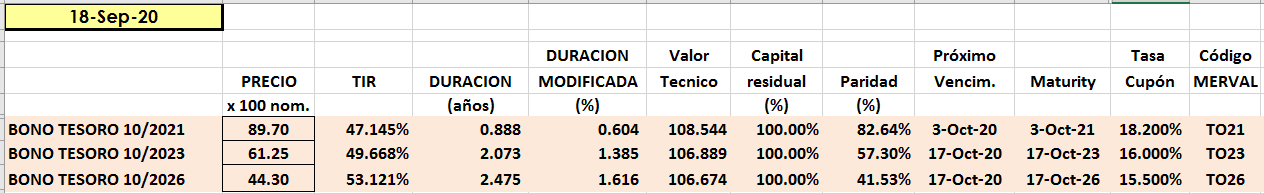 18-Sep-20
DURACION Valor Capital Próximo Tasa Código
PRECIO TIR DURACION MODIFICADA Tecnico residual Paridad Vencim. Maturity Cupón MERVAL
x 100 nom. (años) (%) (%) (%)
BONO TESORO 10/2021 89.70 47.145% 0.888 0.604 108.544 100.00% 82.64% 3-Oct-20 3-Oct-21 18.200% TO21
BONO TESORO 10/2023 61.25 49.668% 2.073 1.385 106.889 100.00% 57.30% 17-Oct-20 17-Oct-23 16.000% TO23
BONO TESORO 10/2026 44.30 53.121% 2.475 1.616 106.674 100.00% 41.53% 17-Oct-20 17-Oct-26 15.500% TO26